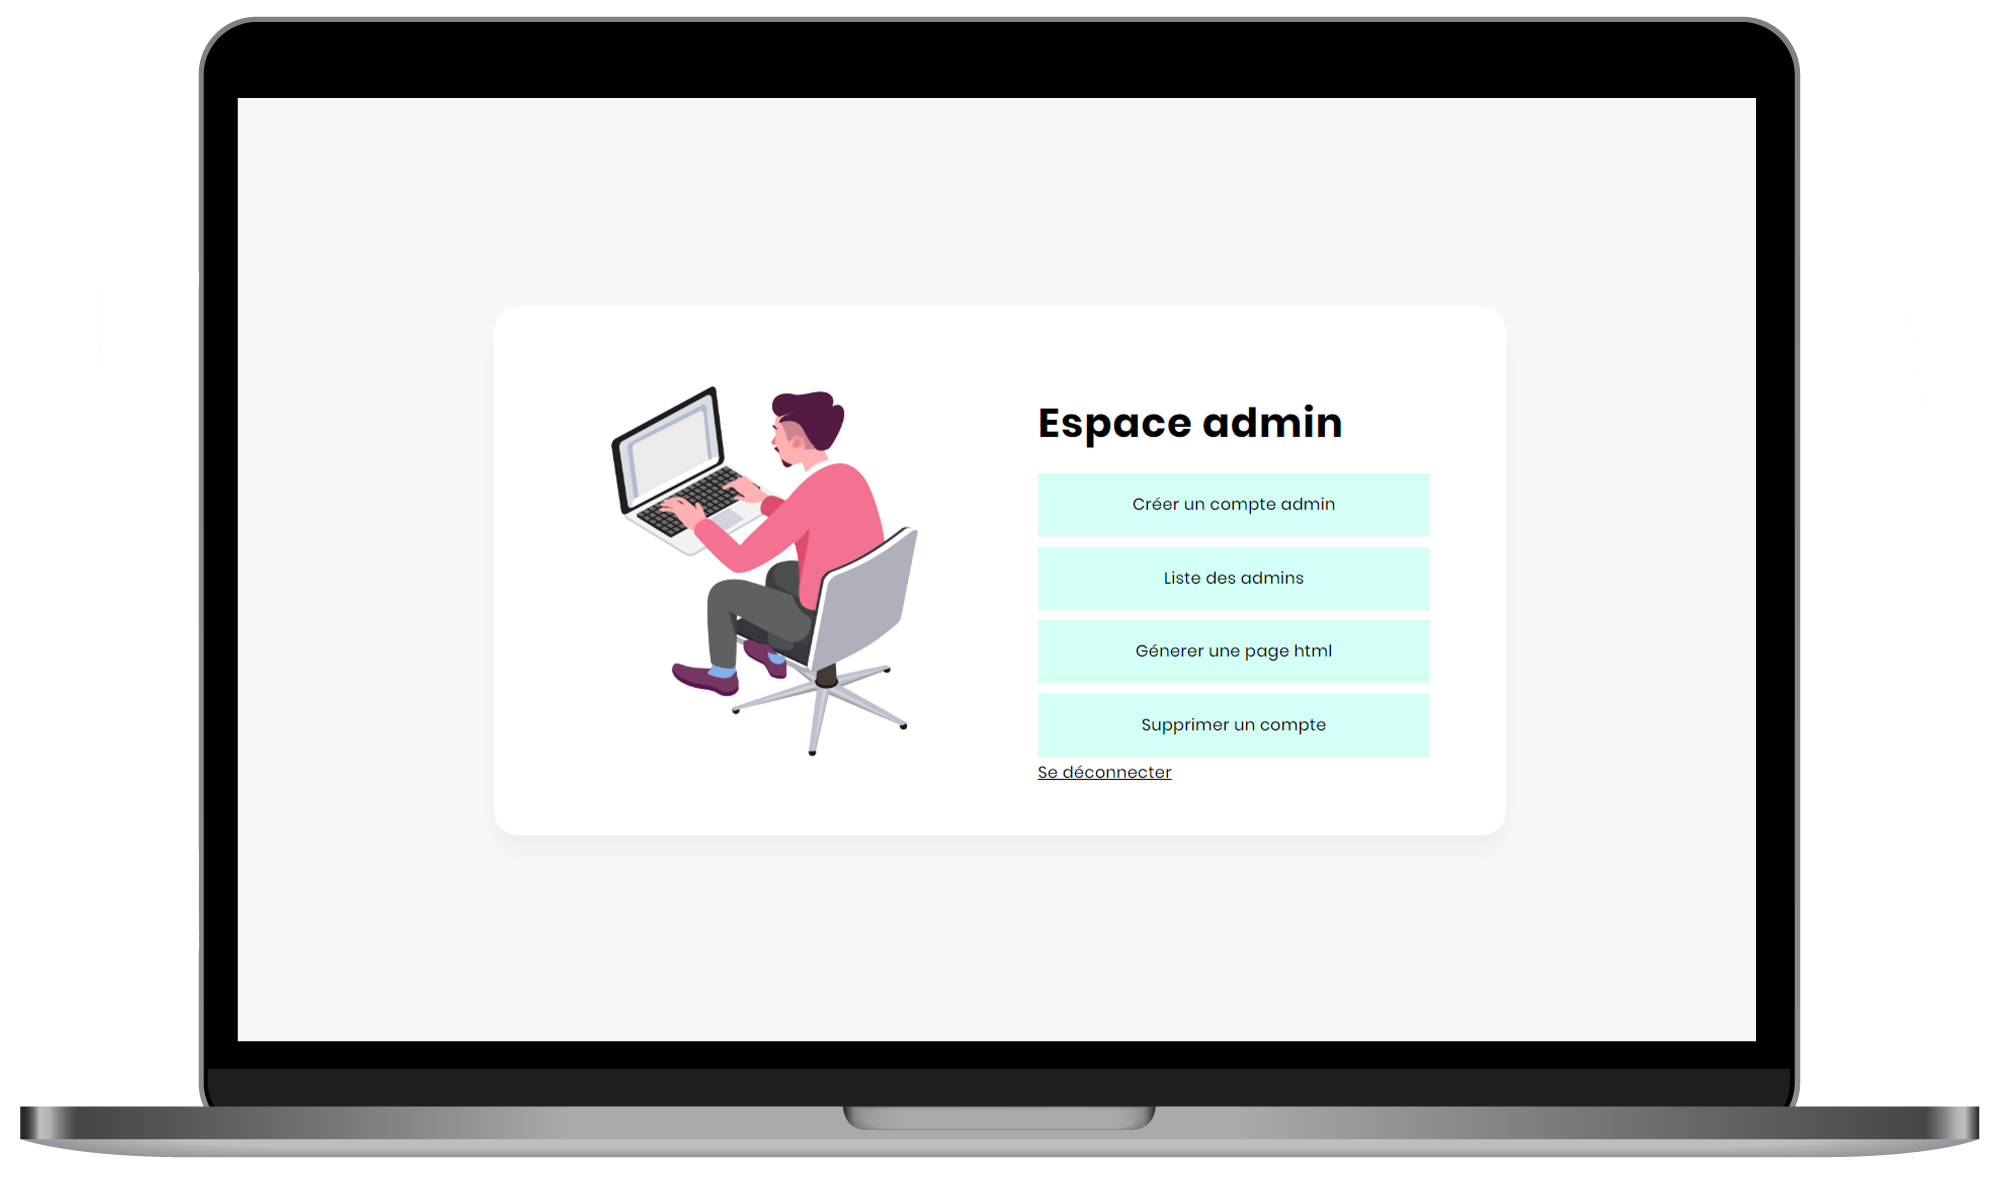 Espace admin
Créer un compte admin
Liste des admins
Génerer une page html
Supprimer un compte
Se déconnecter